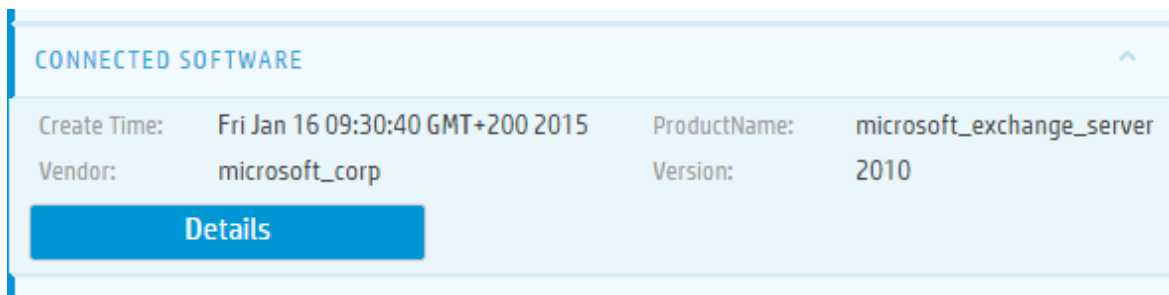 CONNECTED SOFTWARE
Create Time: Fri Jan 16 09:30:40 GMT+200 2015 ProductName: microsoft_exchange_server
Vendor: microsoft_corp Version: 2010
Details